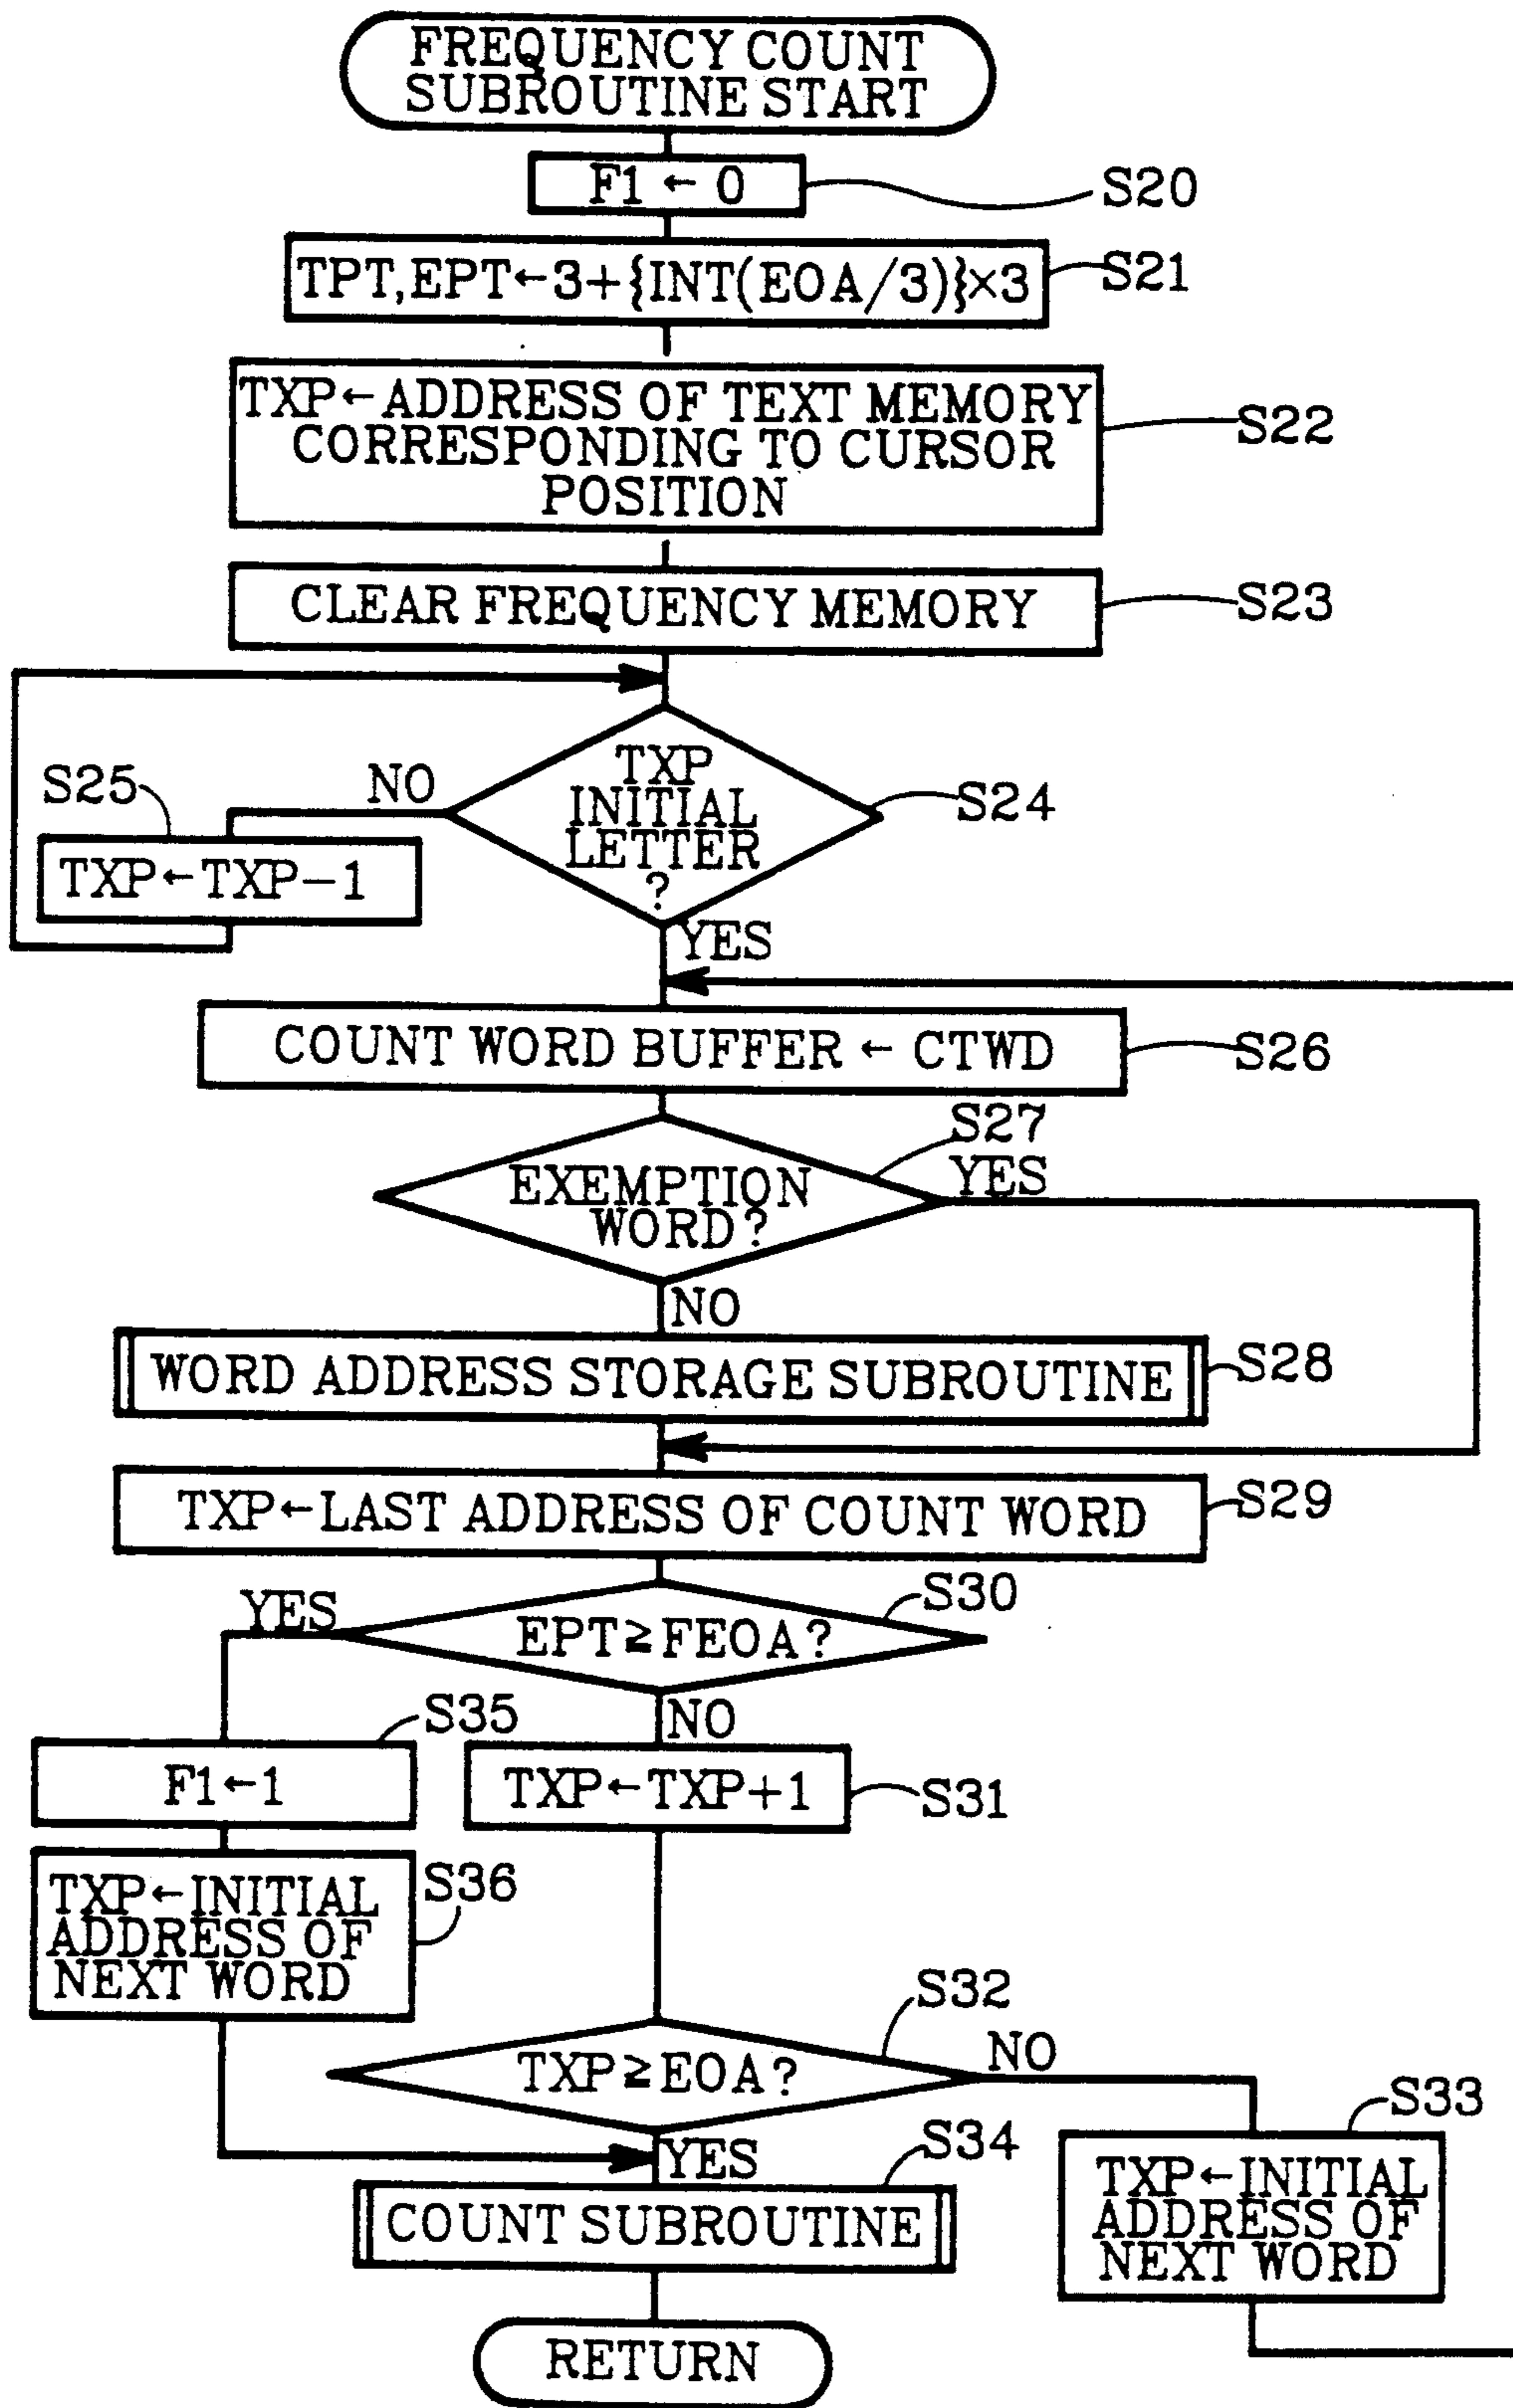 FREQUENCY COUNT
SUBROUTINE START
F1 ← 0
S20
TPT,EPT←3+{INT(EOA/3)}×3
S21
TXP←ADDRESS OF TEXT MEMORY
CORRESPONDING TO CURSOR
POSITION
S22
CLEAR FREQUENCY MEMORY
S23
TXP
INITIAL
LETTER
?
S24
NO
S25
TXP←TXP-1
YES
COUNT WORD BUFFER ← CTWD
S26
S27
EXEMPTION
WORD?
YES
NO
WORD ADDRESS STORAGE SUBROUTINE
S28
TXP←LAST ADDRESS OF COUNT WORD
S29
S30
EPT≧FEOA?
YES
NO
S35
F1←1
TXP←TXP+1
S31
TXP←INITIAL
ADDRESS OF
NEXT WORD
S36
S32
TXP≧EOA?
NO
S33
TXP←INITIAL
ADDRESS OF
NEXT WORD
YES
S34
COUNT SUBROUTINE
RETURN